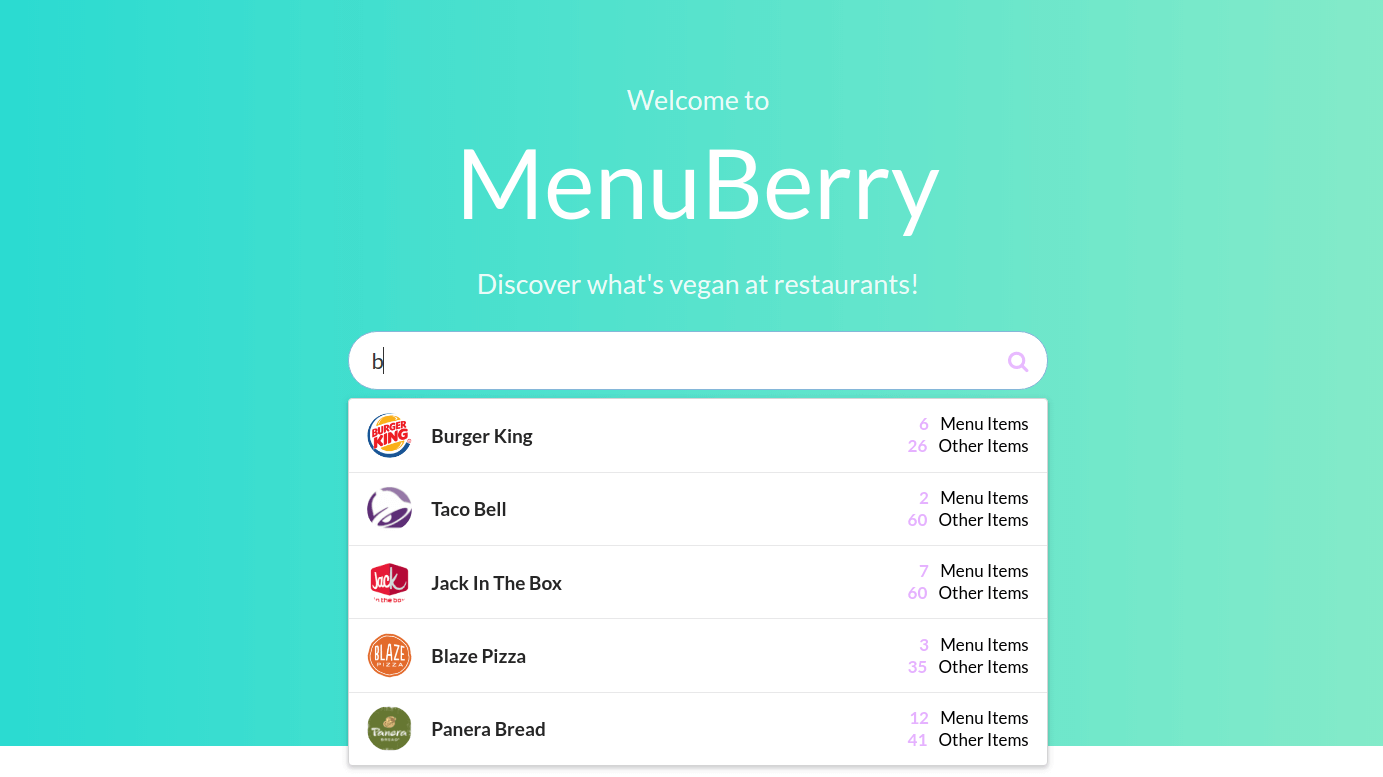 Welcome to
MenuBerry
Discover what's vegan at restaurants!
b
BURGER
KING
Burger King
6 Menu Items
26 Other Items
Taco Bell
2 Menu Items
60 Other Items
Jack
in the box
Jack In The Box
7 Menu Items
60 Other Items
BLAZE
PIZZA
Blaze Pizza
3 Menu Items
35 Other Items
Panera
BREAD
Panera Bread
12 Menu Items
41 Other Items